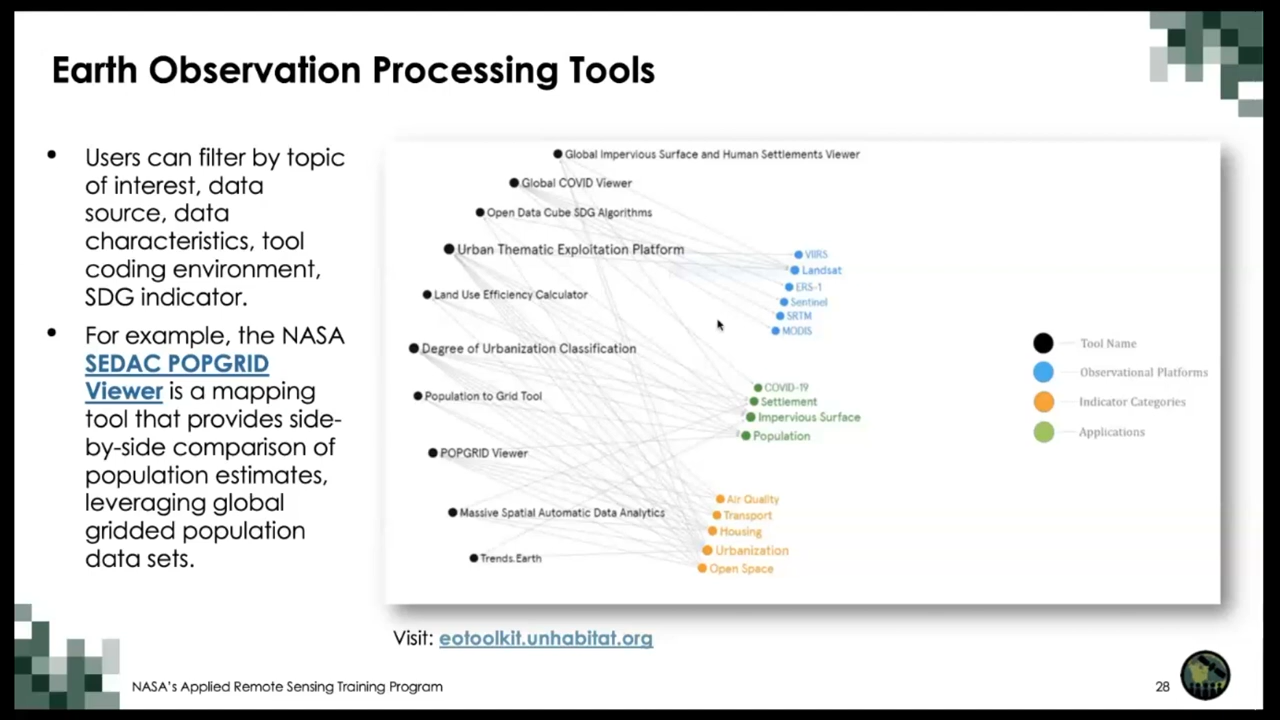 Earth Observation Processing Tools
• Users can filter by topic
of interest, data
source, data
characteristics, tool
coding environment,
SDG indicator.
• For example, the NASA
SEDAC POPGRID
Viewer is a mapping
tool that provides side-
by-side comparison of
population estimates,
leveraging global
gridded population
data sets.
Global Impervious Surface and Human Settlements Viewer
Global COVID Viewer
Open Data Cube SDG Algorithms
Urban Thematic Exploitation Platform
Land Use Efficiency Calculator
Degree of Urbanization Classification
Population to Grid Tool
POPGRID Viewer
Massive Spatial Automatic Data Analytics
Trends.Earth
VIIRS
Landsat
ERS-1
Sentinel
SRTM
MODIS
COVID-19
Settlement
Impervious Surface
Population
Air Quality
Transport
Housing
Urbanization
Open Space
Tool Name
Observational Platforms
Indicator Categories
Applications
Visit: eotoolkit.unhabitat.org
NASA's Applied Remote Sensing Training Program
28